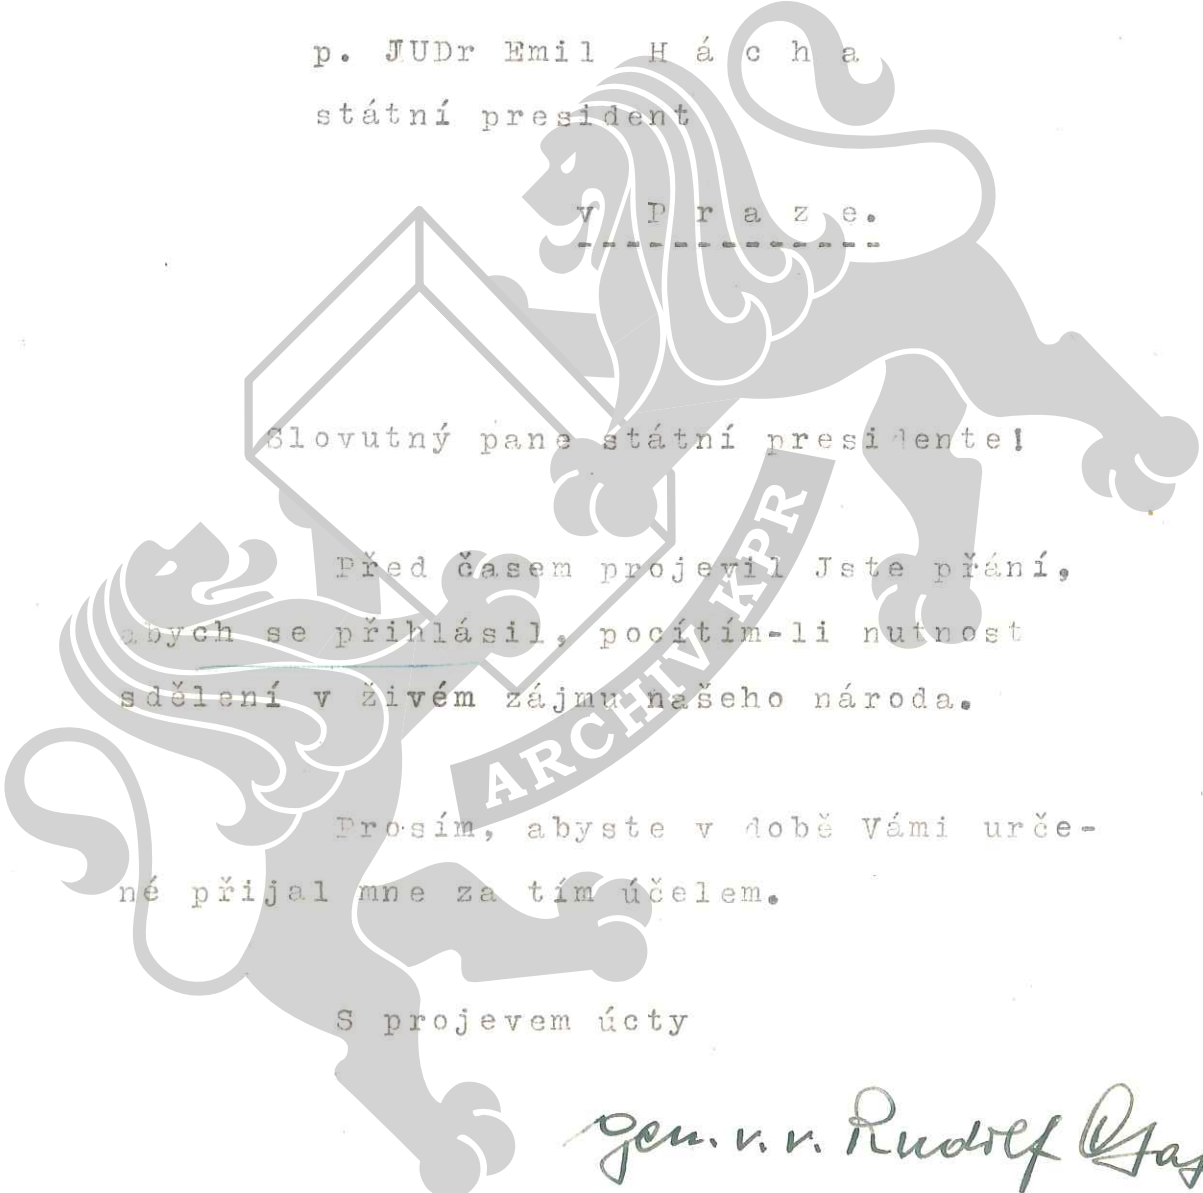 p. JUDr Emil H á c h a
státní president
v P r a z e.
Slovutný pane státní presidente!
Před časem projevil Jste přání,
abych se přihlásil, pocítím-li nutnost
sdělení v živém zájmu našeho národa.
Prosím, abyste v době Vámi urče-
né přijal mne za tím účelem.
S projevem úcty
gen. v. v. Rudolf
ARCHIV KPR